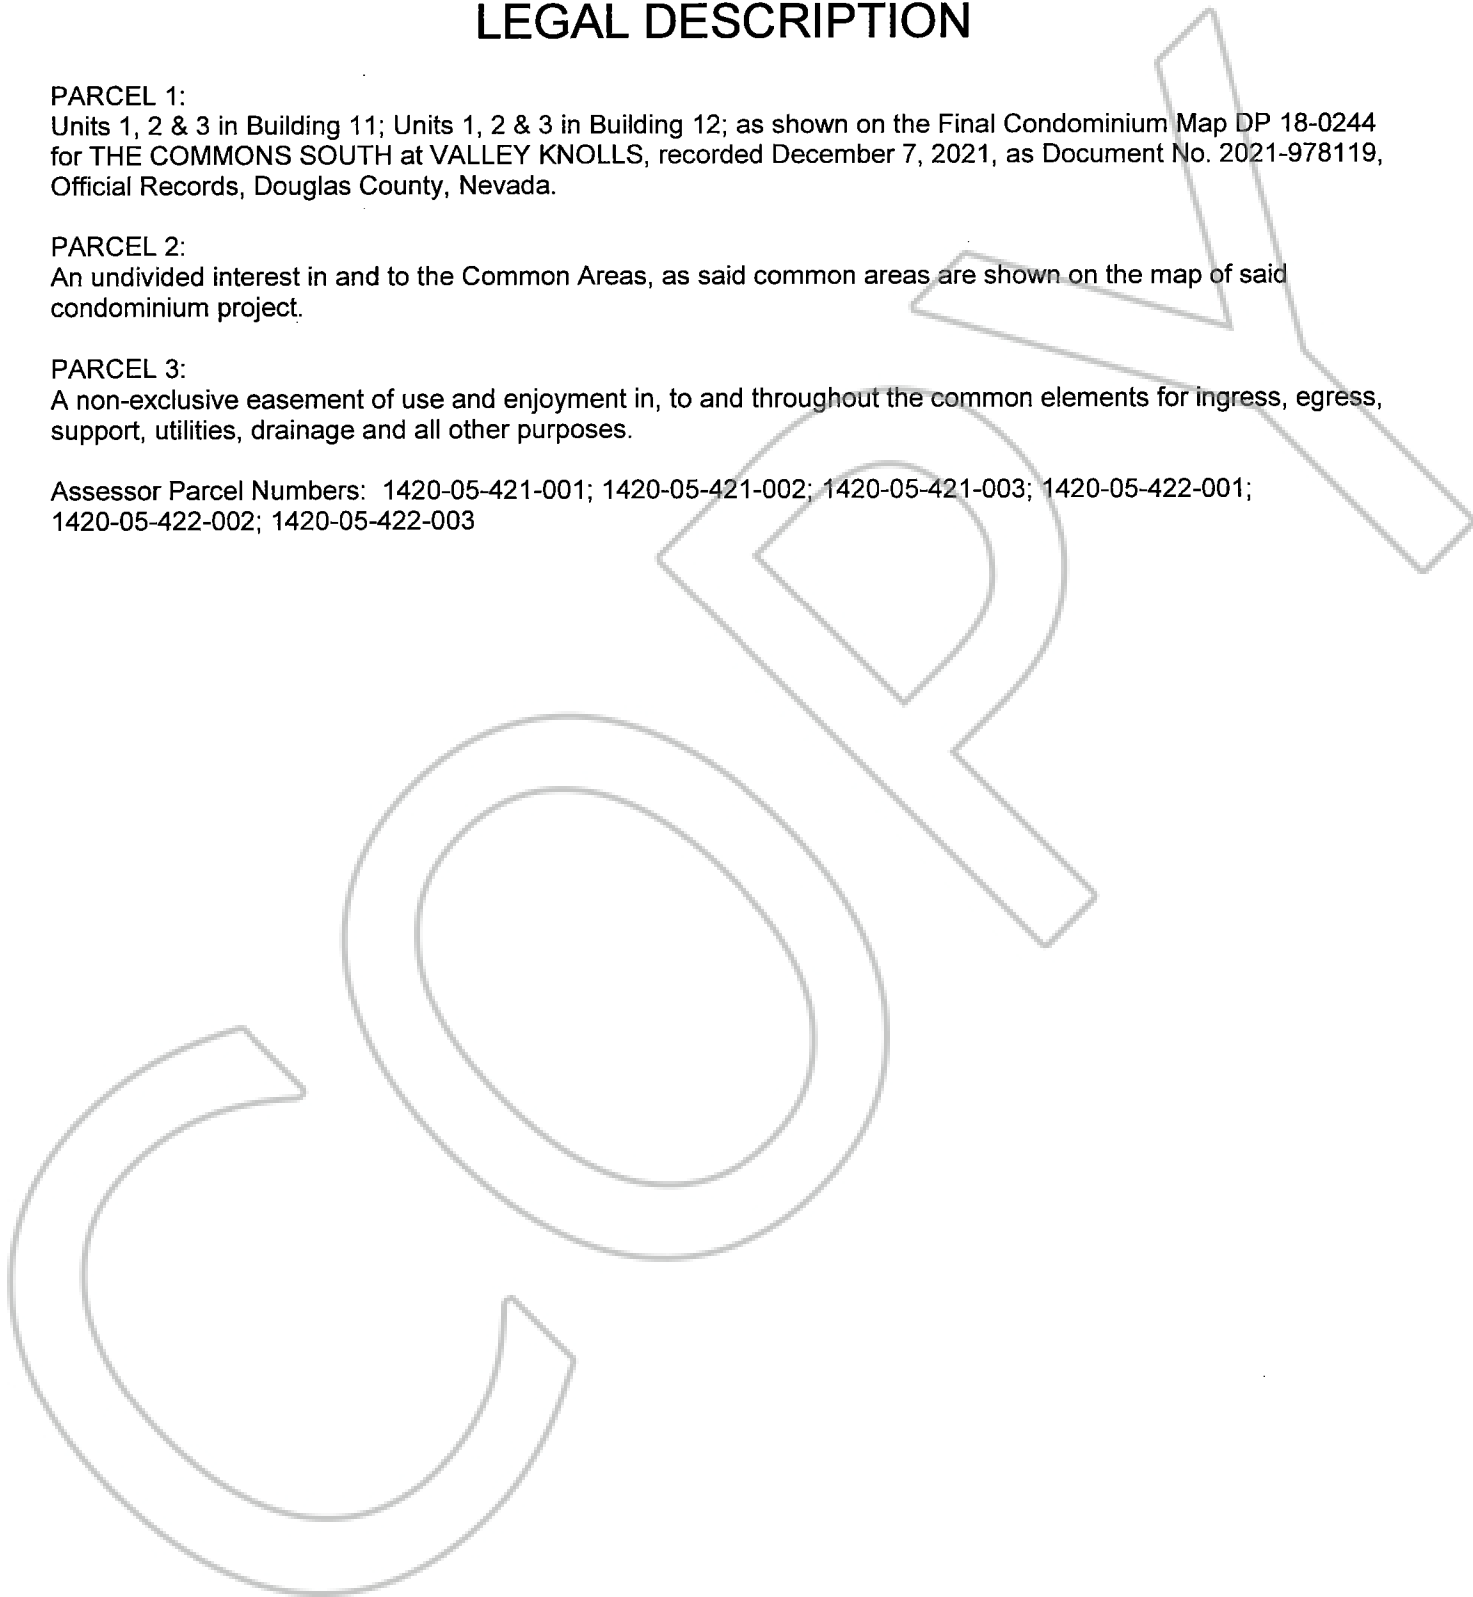 LEGAL DESCRIPTION
PARCEL 1:
Units 1, 2 & 3 in Building 11; Units 1, 2 & 3 in Building 12; as shown on the Final Condominium Map DP 18-0244
for THE COMMONS SOUTH at VALLEY KNOLLS, recorded December 7, 2021, as Document No. 2021-978119,
Official Records, Douglas County, Nevada.
PARCEL 2:
An undivided interest in and to the Common Areas, as said common areas are shown on the map of said
condominium project.
PARCEL 3:
A non-exclusive easement of use and enjoyment in, to and throughout the common elements for ingress, egress,
support, utilities, drainage and all other purposes.
Assessor Parcel Numbers:  1420-05-421-001; 1420-05-421-002; 1420-05-421-003; 1420-05-422-001;
1420-05-422-002; 1420-05-422-003
COPY